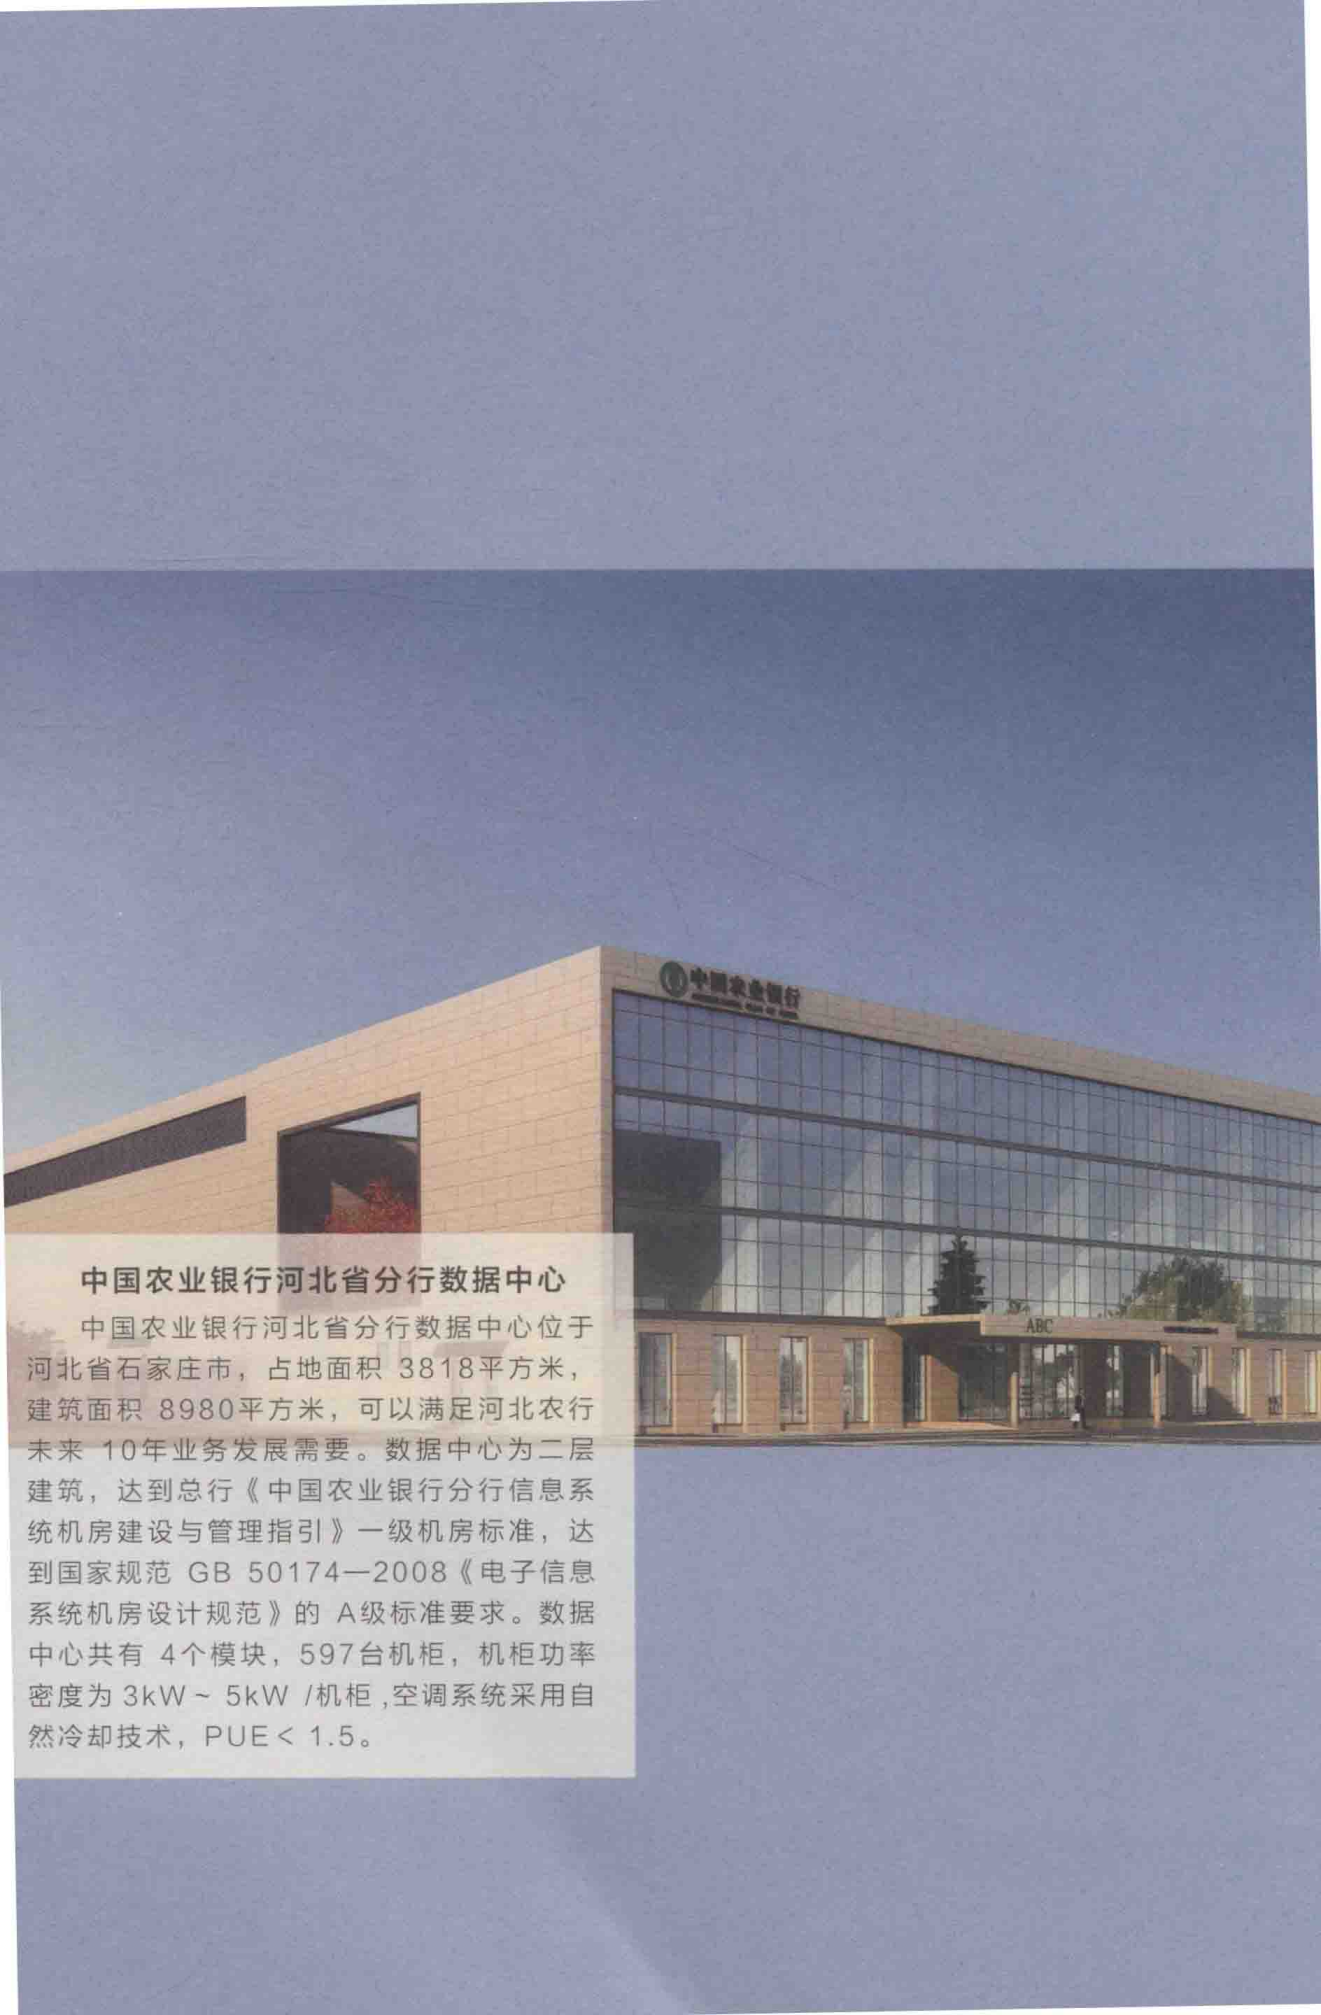 中国农业银行
ABC
中国农业银行河北省分行数据中心
中国农业银行河北省分行数据中心位于
河北省石家庄市，占地面积 3818平方米，
建筑面积 8980平方米，可以满足河北农行
未来 10年业务发展需要。数据中心为二层
建筑，达到总行《中国农业银行分行信息系
统机房建设与管理指引》一级机房标准，达
到国家规范 GB 50174—2008《电子信息
系统机房设计规范》的 A级标准要求。数据
中心共有 4个模块，597台机柜，机柜功率
密度为 3kW ~ 5kW /机柜 ,空调系统采用自
然冷却技术，PUE < 1.5。